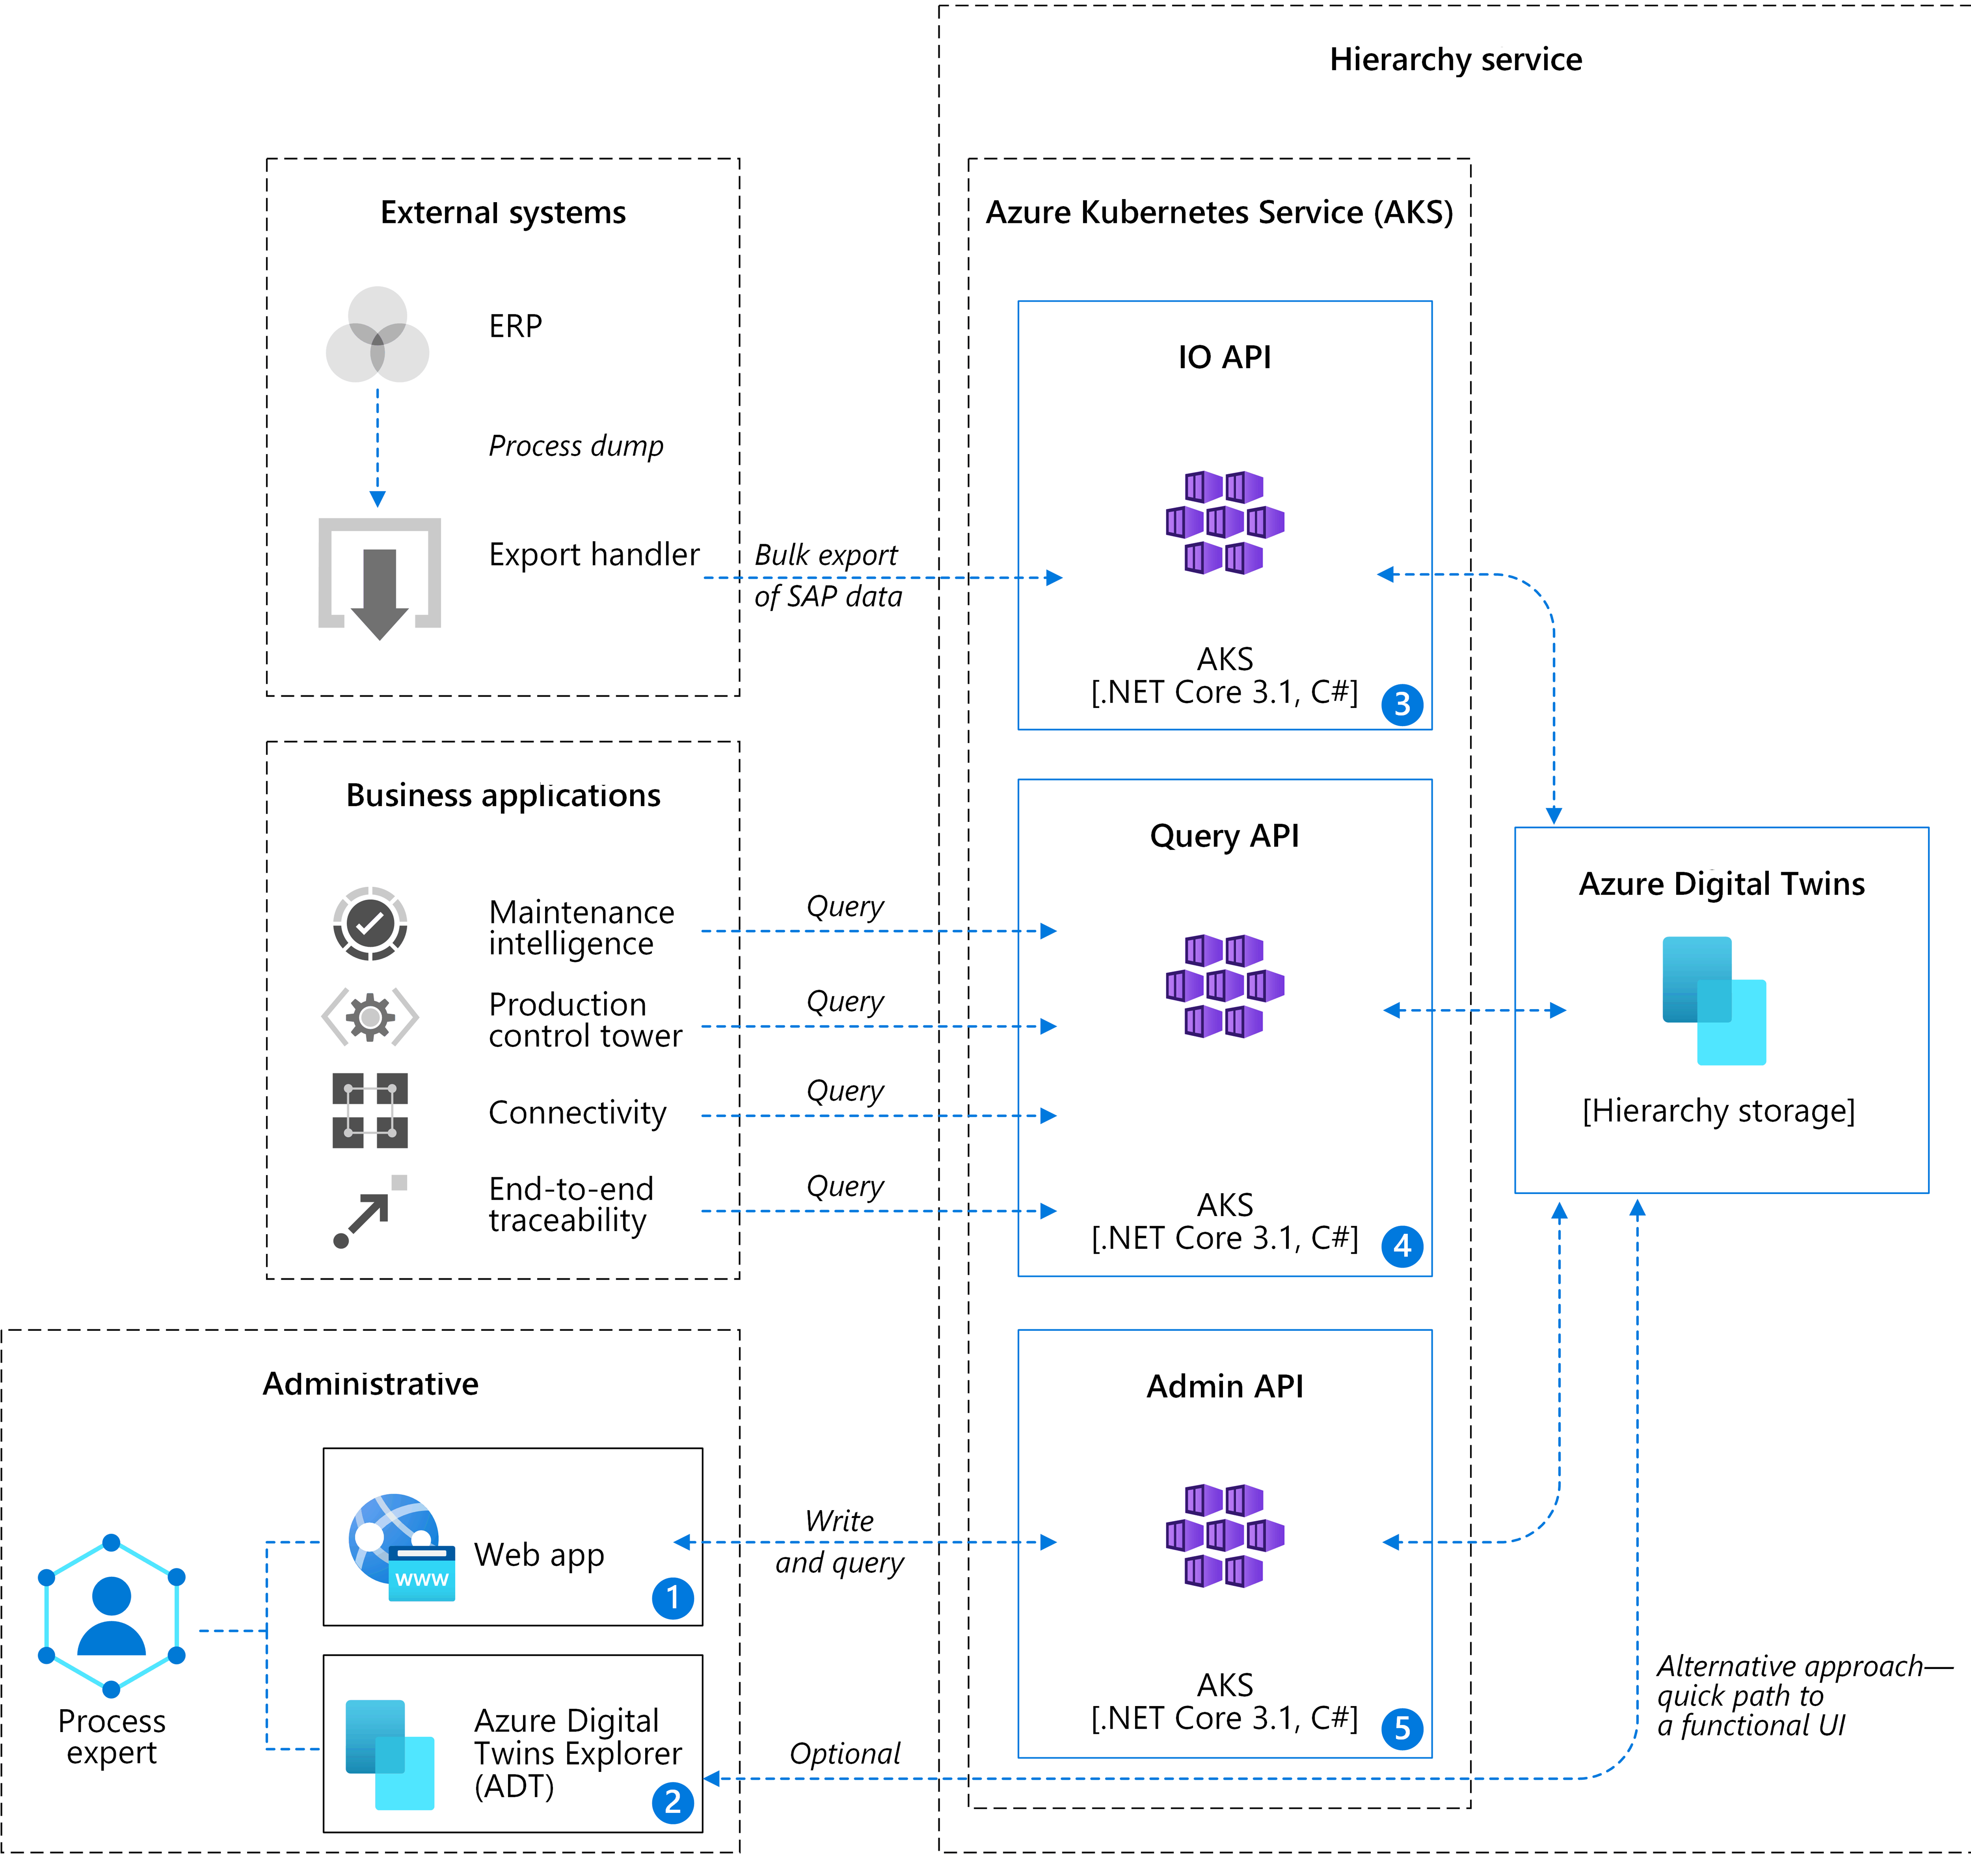 Hierarchy service
External systems
ERP
Process dump
Export handler
Bulk export
of SAP data
Azure Kubernetes Service (AKS)
IO API
AKS
[.NET Core 3.1, C#]
3
Business applications
Maintenance
intelligence
Query
Production
control tower
Query
Connectivity
Query
End-to-end
traceability
Query
Query API
AKS
[.NET Core 3.1, C#]
4
Azure Digital Twins
[Hierarchy storage]
Administrative
Process
expert
www
Web app
1
Write
and query
Azure Digital
Twins Explorer
(ADT)
2
Optional
Admin API
AKS
[.NET Core 3.1, C#]
5
Alternative approach—
quick path to
a functional UI